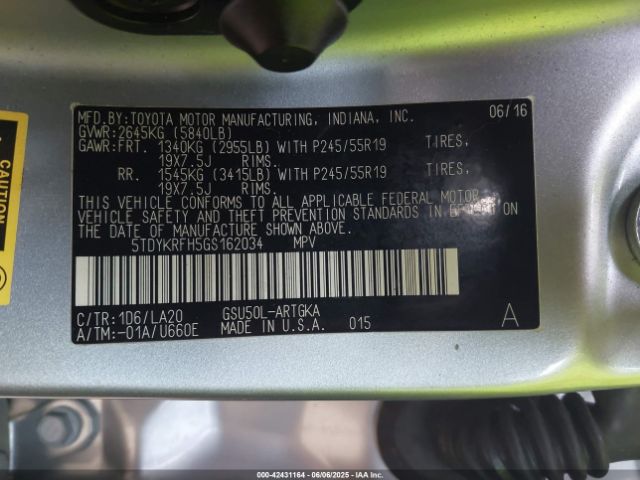 MFD.BY:TOYOTA MOTOR MANUFACTURING, INDIANA, INC. 06/16
GVWR:2645KG (5840LB)
GAWR:FRT. 1340KG (2955LB) WITH P245/55R19 TIRES,
19X7.5J RIMS.
RR. 1545KG (3415LB) WITH P245/55R19 TIRES,
19X7.5J RIMS.
THIS VEHICLE CONFORMS TO ALL APPLICABLE FEDERAL MOTOR
VEHICLE SAFETY AND THEFT PREVENTION STANDARDS IN EFFECT ON
THE DATE OF MANUFACTURE SHOWN ABOVE.
5TDYKRFH5GS162034 MPV
C/TR:1D6/LA20 GSU50L-ARTGKA
A/TM:-01A/U660E MADE IN U.S.A. 015 A
CAUTION
000-42431164 | 06/06/2025 - IAA Inc.